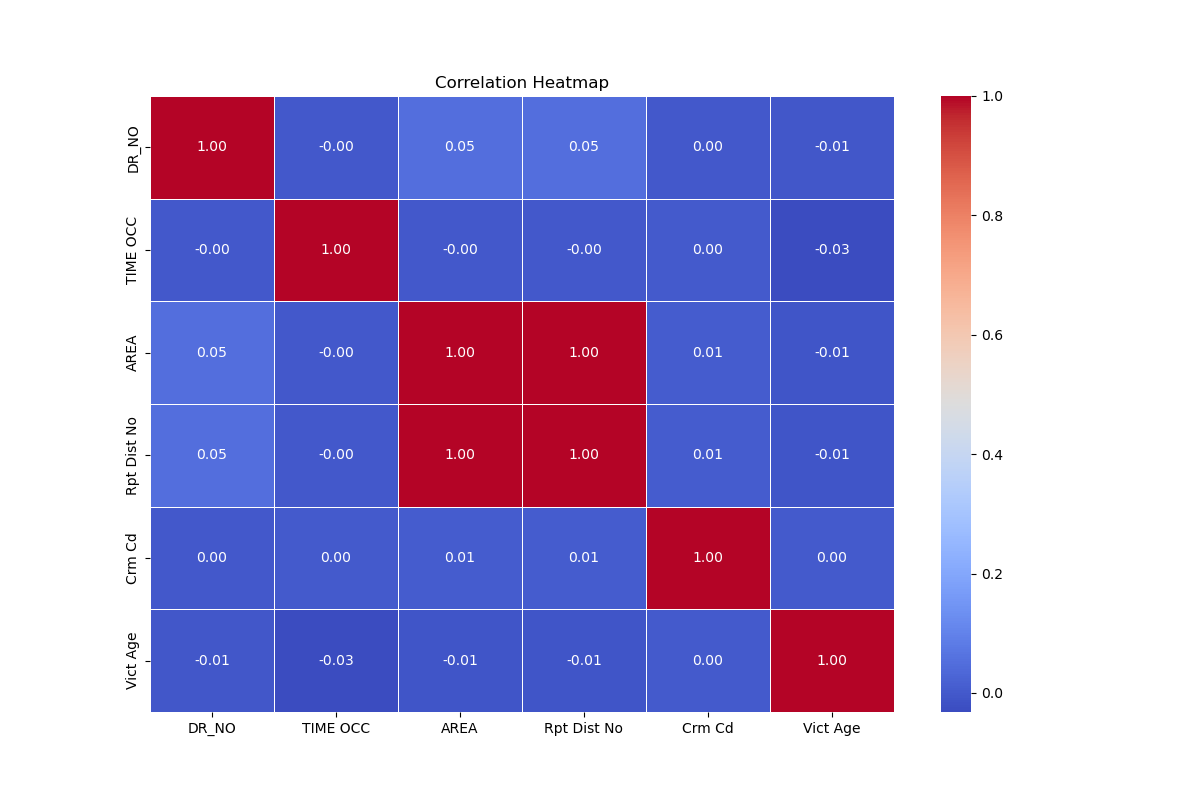 Correlation Heatmap
DR_NO 1.00 -0.00 0.05 0.05 0.00 -0.01
TIME OCC -0.00 1.00 -0.00 -0.00 0.00 -0.03
AREA 0.05 -0.00 1.00 1.00 0.01 -0.01
Rpt Dist No 0.05 -0.00 1.00 1.00 0.01 -0.01
Crm Cd 0.00 0.00 0.01 0.01 1.00 0.00
Vict Age -0.01 -0.03 -0.01 -0.01 0.00 1.00
DR_NO TIME OCC AREA Rpt Dist No Crm Cd Vict Age
1.0
0.8
0.6
0.4
0.2
0.0